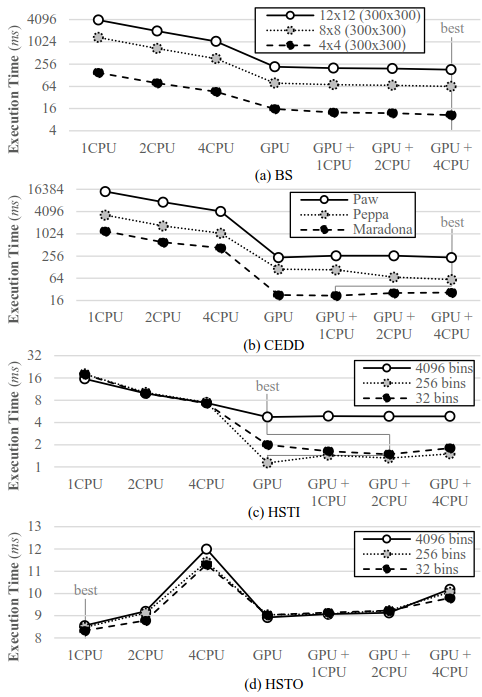 Execution Time (ms)
4096
1024
256
64
16
4
12x12 (300x300)
8x8 (300x300)
4x4 (300x300)
best
1CPU 2CPU 4CPU GPU GPU + 1CPU GPU + 2CPU GPU + 4CPU
(a) BS
Execution Time (ms)
16384
4096
1024
256
64
16
Paw
Peppa
Maradona
best
1CPU 2CPU 4CPU GPU GPU + 1CPU GPU + 2CPU GPU + 4CPU
(b) CEDD
Execution Time (ms)
32
16
8
4
2
1
4096 bins
256 bins
32 bins
best
1CPU 2CPU 4CPU GPU GPU + 1CPU GPU + 2CPU GPU + 4CPU
(c) HSTI
Execution Time (ms)
13
12
11
10
9
8
4096 bins
256 bins
32 bins
best
1CPU 2CPU 4CPU GPU GPU + 1CPU GPU + 2CPU GPU + 4CPU
(d) HSTO